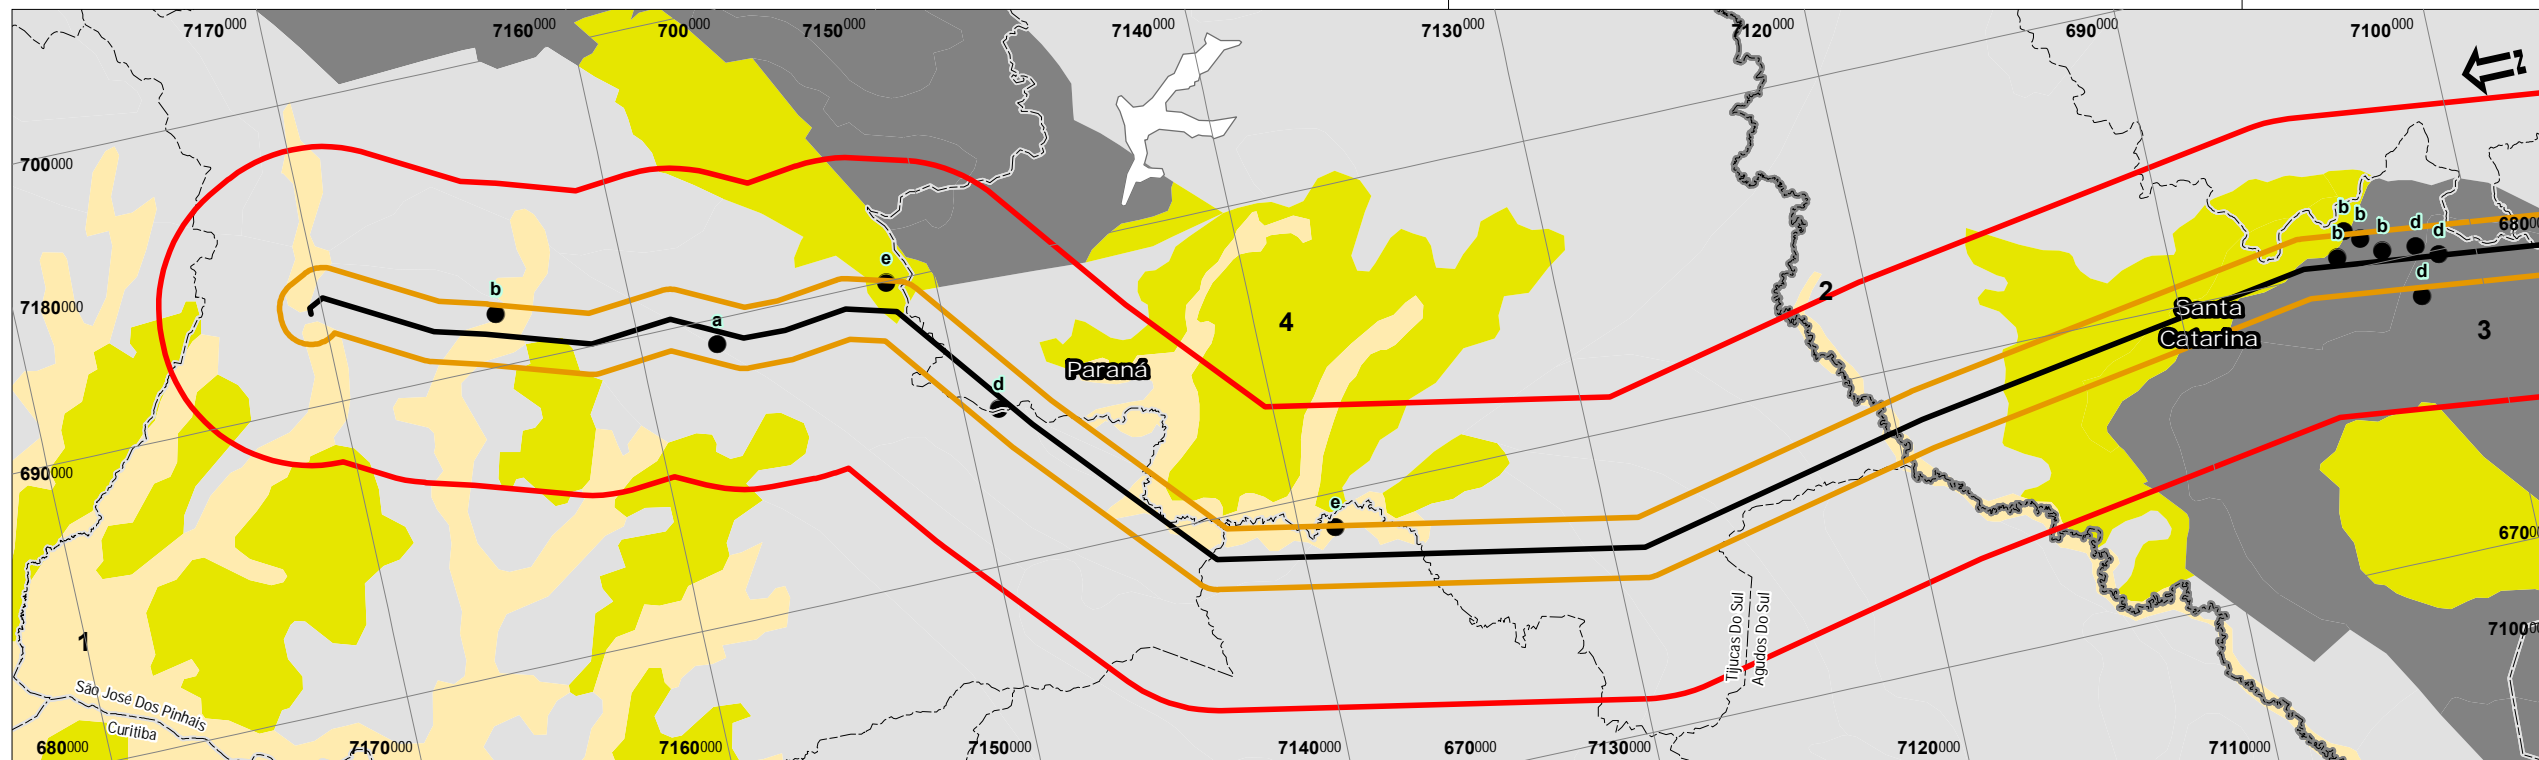 7170000 7160000 700000 7150000 7140000 7130000 7120000 690000 7100000
N
700000
b b b d d
b
680000
e
d
b
2
7180000
Santa
a
4
3
Catarina
Paraná
d
690000
e
670000
Tijucas Do Sul
Agudos Do Sul
7100000
1
São José Dos Pinhais
Curitiba
680000 7170000 7160000 7150000 7140000 670000 7130000 7120000 7110000